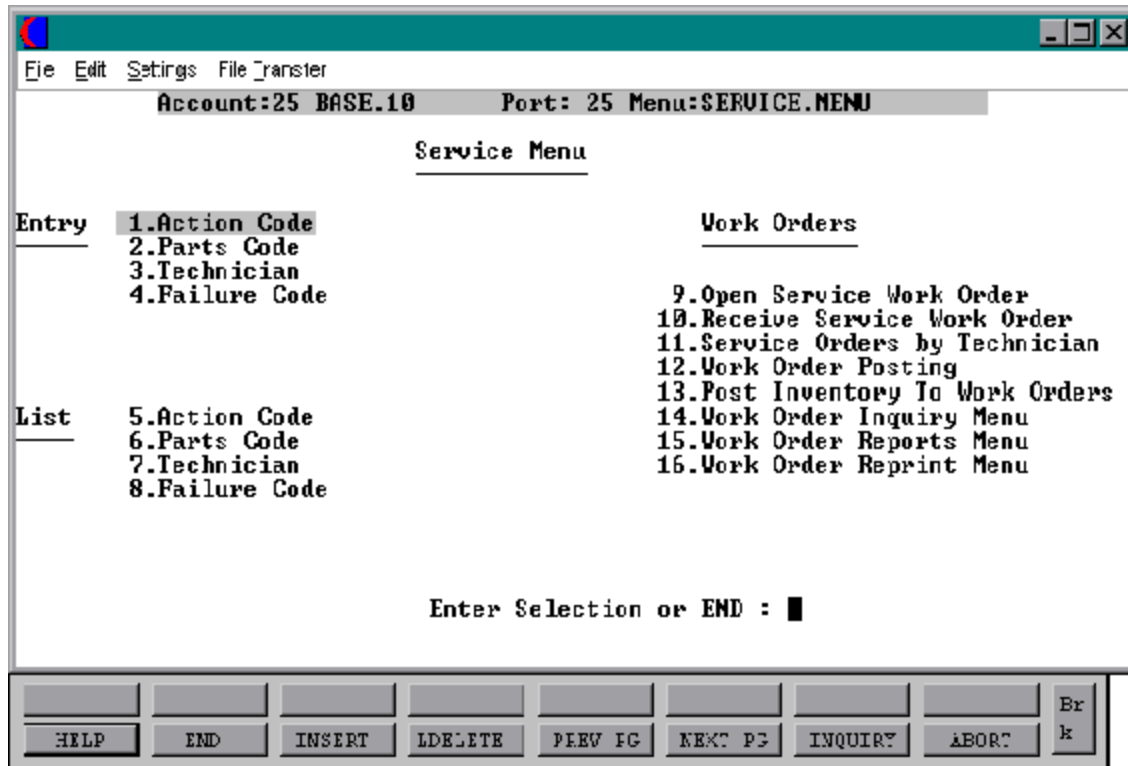 File Edit Settings File Transfer
Account:25 BASE.10 Port: 25 Menu:SERVICE.MENU
Service Menu
Entry
1.Action Code
2.Parts Code
3.Technician
4.Failure Code
List
5.Action Code
6.Parts Code
7.Technician
8.Failure Code
Work Orders
9.Open Service Work Order
10.Receive Service Work Order
11.Service Orders by Technician
12.Work Order Posting
13.Post Inventory To Work Orders
14.Work Order Inquiry Menu
15.Work Order Reports Menu
16.Work Order Reprint Menu
Enter Selection or END :
HELP END INSERT LDELETE PREV PG NEXT PG INQUIRY ABORT Brk